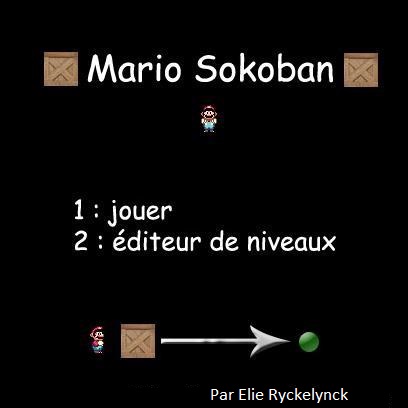 Mario Sokoban
1 : jouer
2 : éditeur de niveaux
Par Elie Ryckelynck